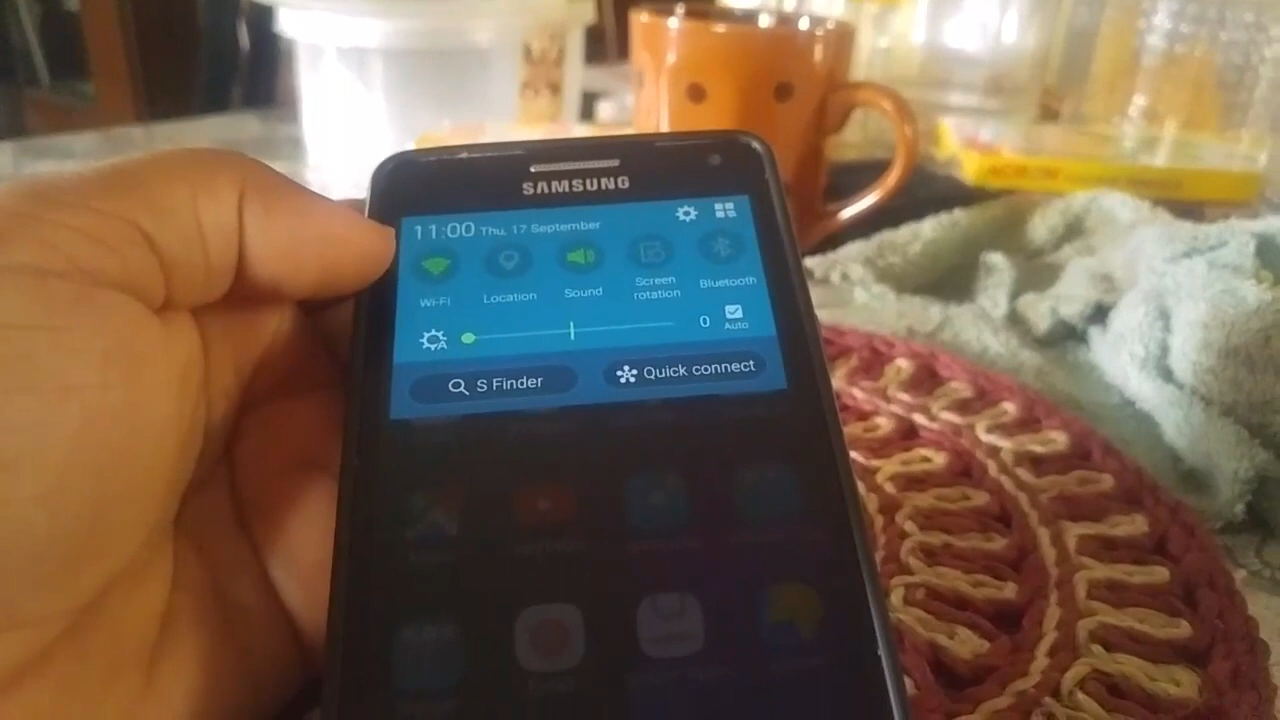 SAMSUNG
11:00 Thu, 17 September
Wi-Fi Location Sound Screen rotation Bluetooth
0 Auto
S Finder Quick connect